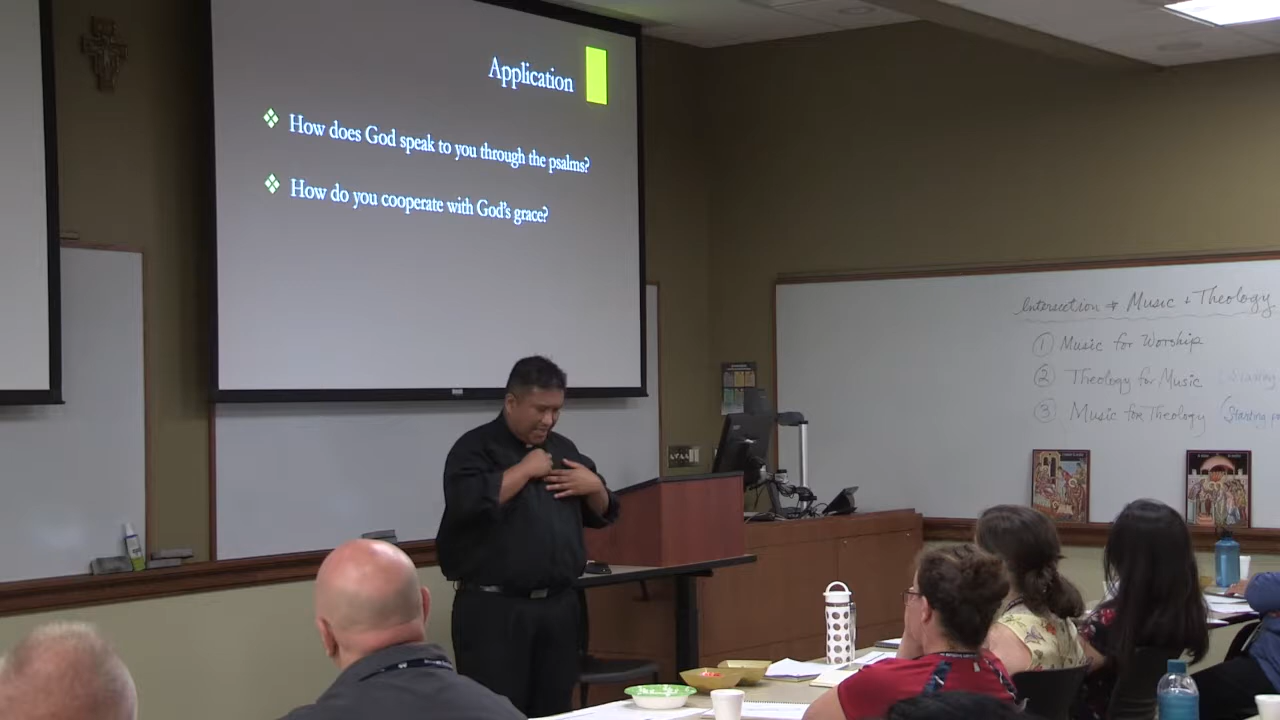 Application
How does God speak to you through the psalms?
How do you cooperate with God's grace?
Intersection of Music + Theology
① Music for Worship
② Theology for Music
③ Music for Theology (Starting